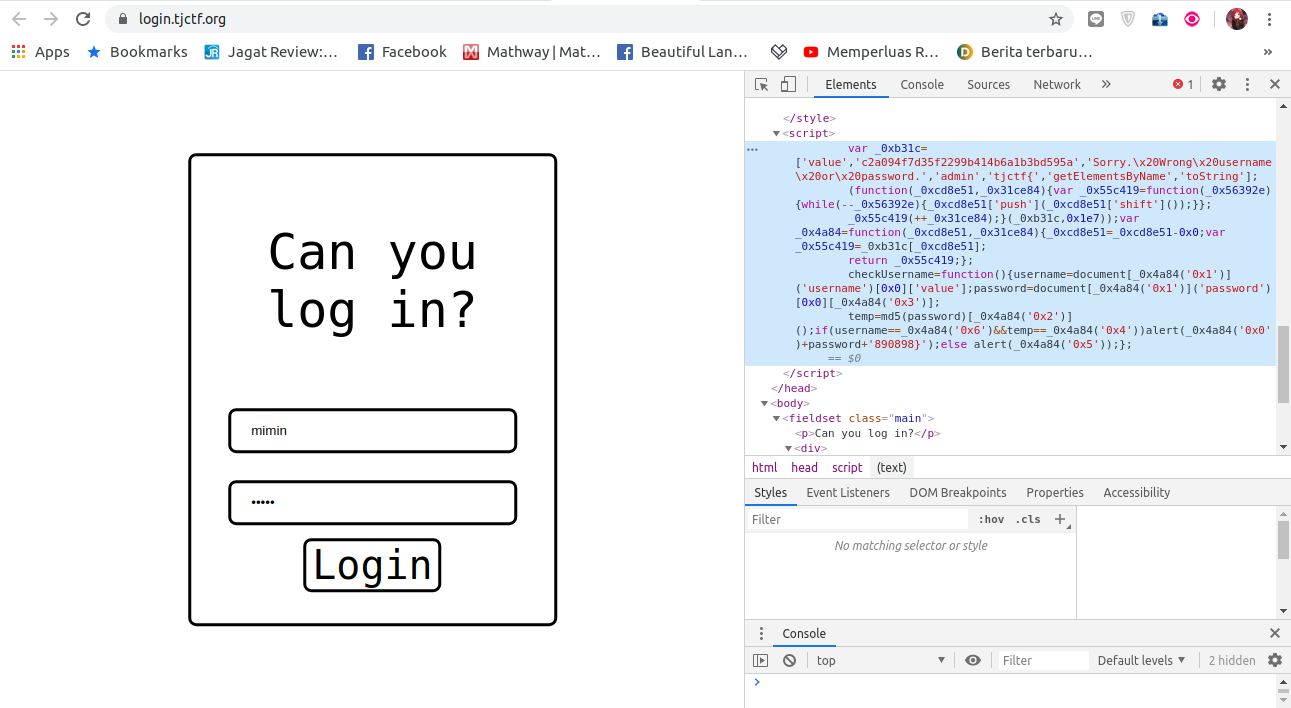 login.tjctf.org
Apps Bookmarks Jagat Review:... Facebook Mathway | Mat... Beautiful Lan... Memperluas R... Berita terbaru... »
Can you
log in?
mimin
•••••
Login
Elements Console Sources Network » 1
</style>
▼<script>
var _0xb31c=
['value','c2a094f7d35f2299b414b6a1b3bd595a','Sorry.\x20Wrong\x20username
\x20or\x20password.','admin','tjctf{','getElementsByName','toString'];
(function(_0xcd8e51,_0x31ce84){var _0x55c419=function(_0x56392e)
{while(--_0x56392e){_0xcd8e51['push'](_0xcd8e51['shift']());}};
_0x55c419(++_0x31ce84);}(_0xb31c,0x1e7));var
_0x4a84=function(_0xcd8e51,_0x31ce84){_0xcd8e51=_0xcd8e51-0x0;var
_0x55c419=_0xb31c[_0xcd8e51];
return _0x55c419;};
checkUsername=function(){username=document[_0x4a84('0x1')]
('username')[0x0]['value'];password=document[_0x4a84('0x1')]('password')
[0x0][_0x4a84('0x3')];
temp=md5(password)[_0x4a84('0x2')]
();if(username==_0x4a84('0x6')&&temp==_0x4a84('0x4'))alert(_0x4a84('0x0'
)+password+'890898}');else alert(_0x4a84('0x5'));};
== $0
</script>
</head>
▼<body>
▼<fieldset class="main">
<p>Can you log in?</p>
▼<div>
html head script (text)
Styles Event Listeners DOM Breakpoints Properties Accessibility
Filter :hov .cls +
No matching selector or style
Console
top Filter Default levels 2 hidden